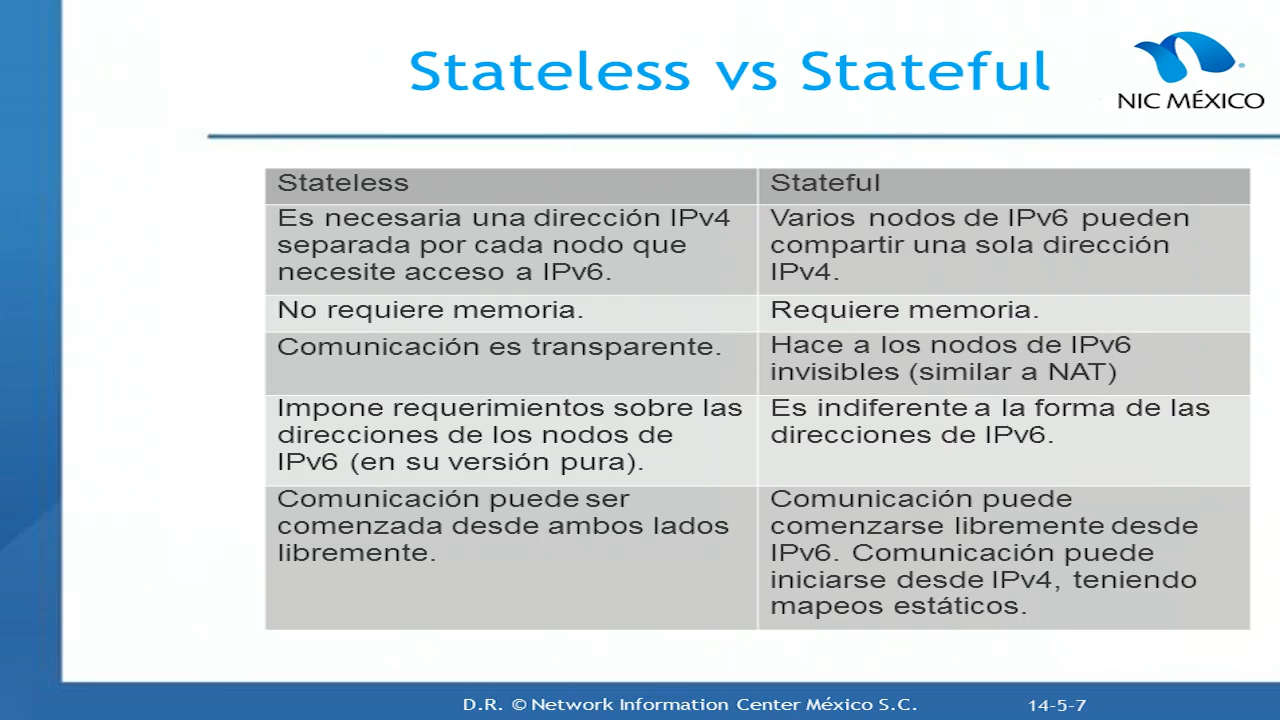 Stateless vs Stateful
NIC MÉXICO
Stateless
Stateful
Es necesaria una dirección IPv4
separada por cada nodo que
necesite acceso a IPv6.
Varios nodos de IPv6 pueden
compartir una sola dirección
IPv4.
No requiere memoria.
Requiere memoria.
Comunicación es transparente.
Hace a los nodos de IPv6
invisibles (similar a NAT)
Impone requerimientos sobre las
direcciones de los nodos de
IPv6 (en su versión pura).
Es indiferente a la forma de las
direcciones de IPv6.
Comunicación puede ser
comenzada desde ambos lados
libremente.
Comunicación puede
comenzarse libremente desde
IPv6. Comunicación puede
iniciarse desde IPv4, teniendo
mapeos estáticos.
D.R. © Network Information Center México S.C.
14-5-7